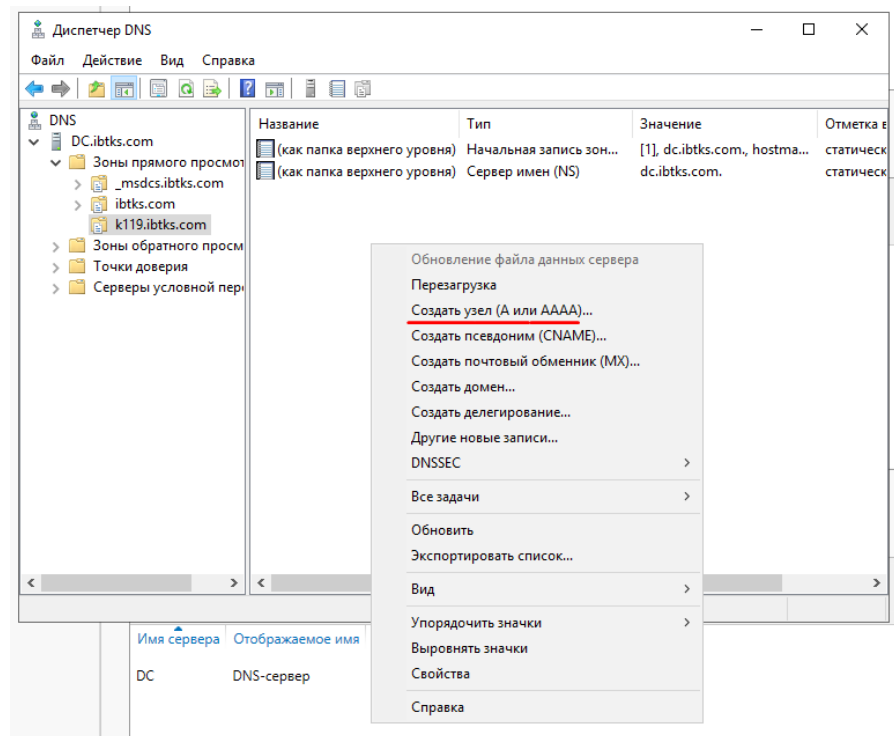 Диспетчер DNS
Файл Действие Вид Справка
DNS
DC.ibtks.com
Зоны прямого просмот
_msdcs.ibtks.com
ibtks.com
k119.ibtks.com
Зоны обратного просм
Точки доверия
Серверы условной пер
Название Тип Значение Отметка в
(как папка верхнего уровня) Начальная запись зон... [1], dc.ibtks.com., hostma... статическ
(как папка верхнего уровня) Сервер имен (NS) dc.ibtks.com. статическ
Обновление файла данных сервера
Перезагрузка
Создать узел (A или AAAA)...
Создать псевдоним (CNAME)...
Создать почтовый обменник (MX)...
Создать домен...
Создать делегирование...
Другие новые записи...
DNSSEC
Все задачи
Обновить
Экспортировать список...
Вид
Упорядочить значки
Выровнять значки
Свойства
Справка
Имя сервера Отображаемое имя
DC DNS-сервер